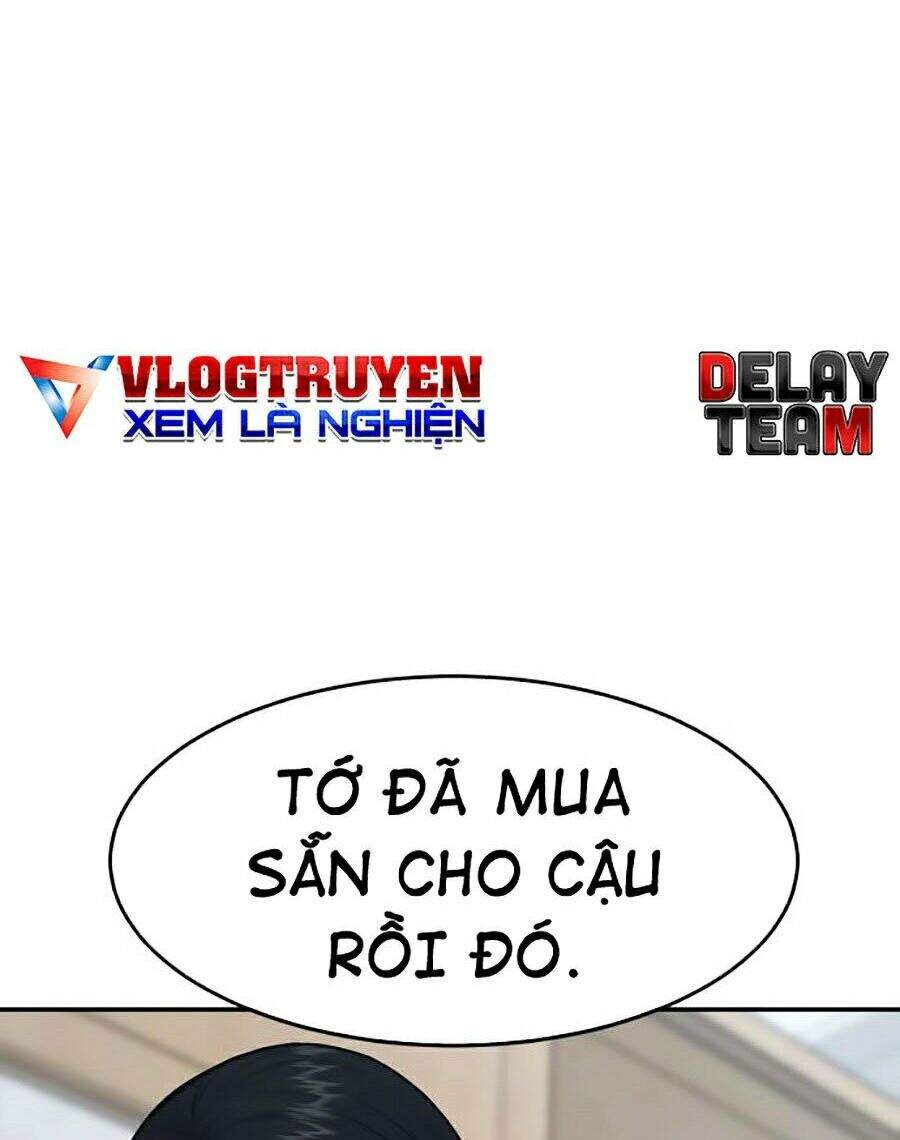 VLOGTRUYEN
XEM LÀ NGHIỆN
DELAY
TEAM
TỚ ĐÃ MUA
SẴN CHO CẬU
RỒI ĐÓ.